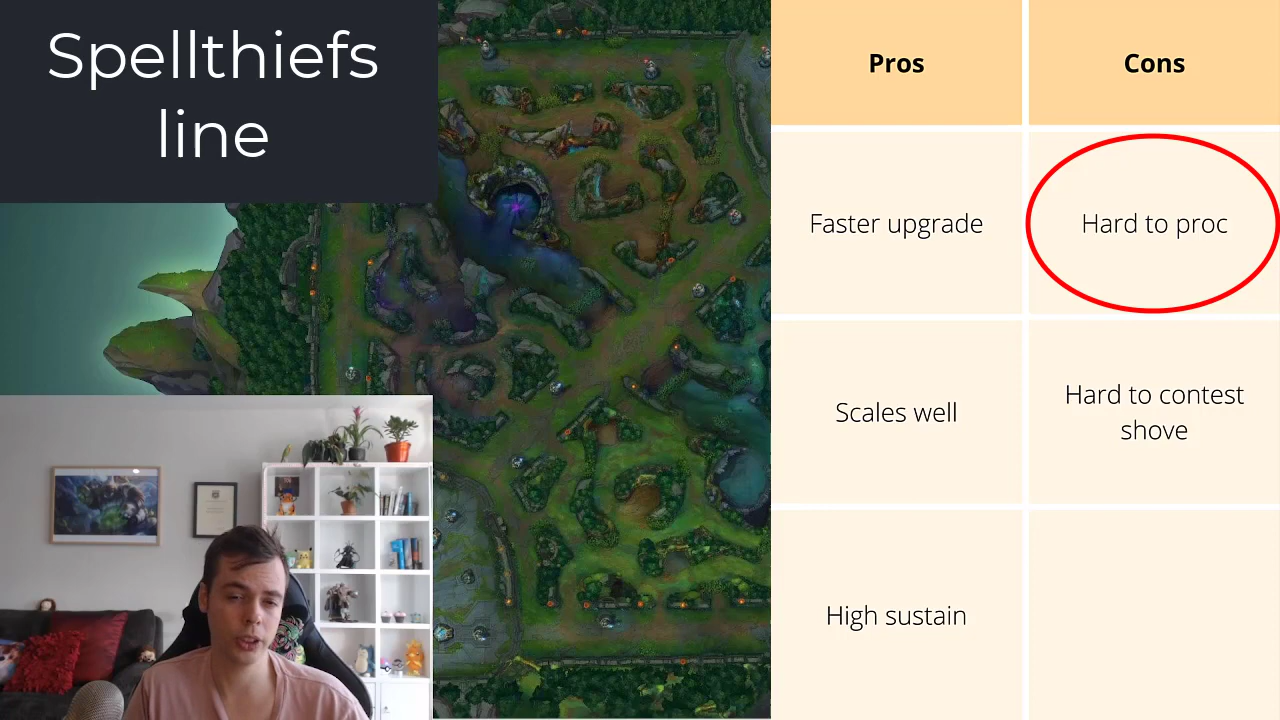 Spellthiefs
line
Pros
Cons
Faster upgrade
Hard to proc
Scales well
Hard to contest
shove
High sustain